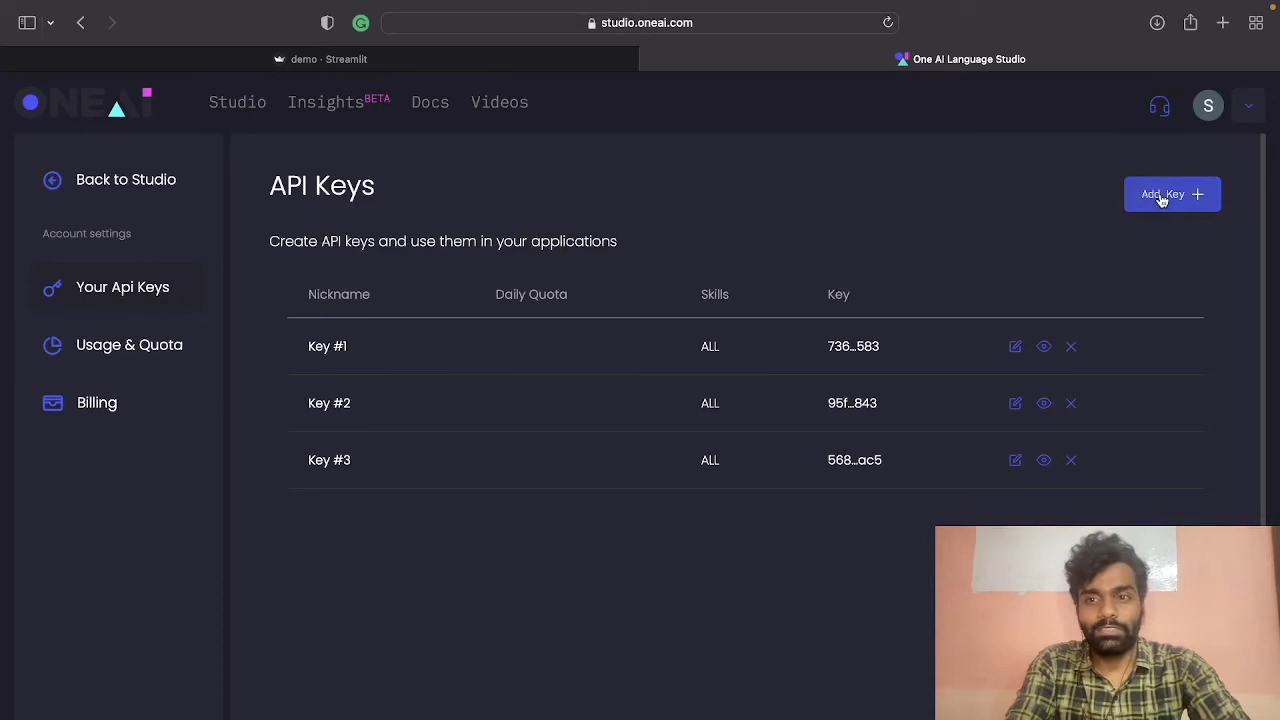 studio.oneai.com
demo · Streamlit
One AI Language Studio
ONEAi
Studio
Insights BETA
Docs
Videos
S
Back to Studio
Account settings
Your Api Keys
Usage & Quota
Billing
API Keys
Add Key +
Create API keys and use them in your applications
Nickname Daily Quota Skills Key
Key #1 ALL 736...583
Key #2 ALL 95f...843
Key #3 ALL 568...ac5